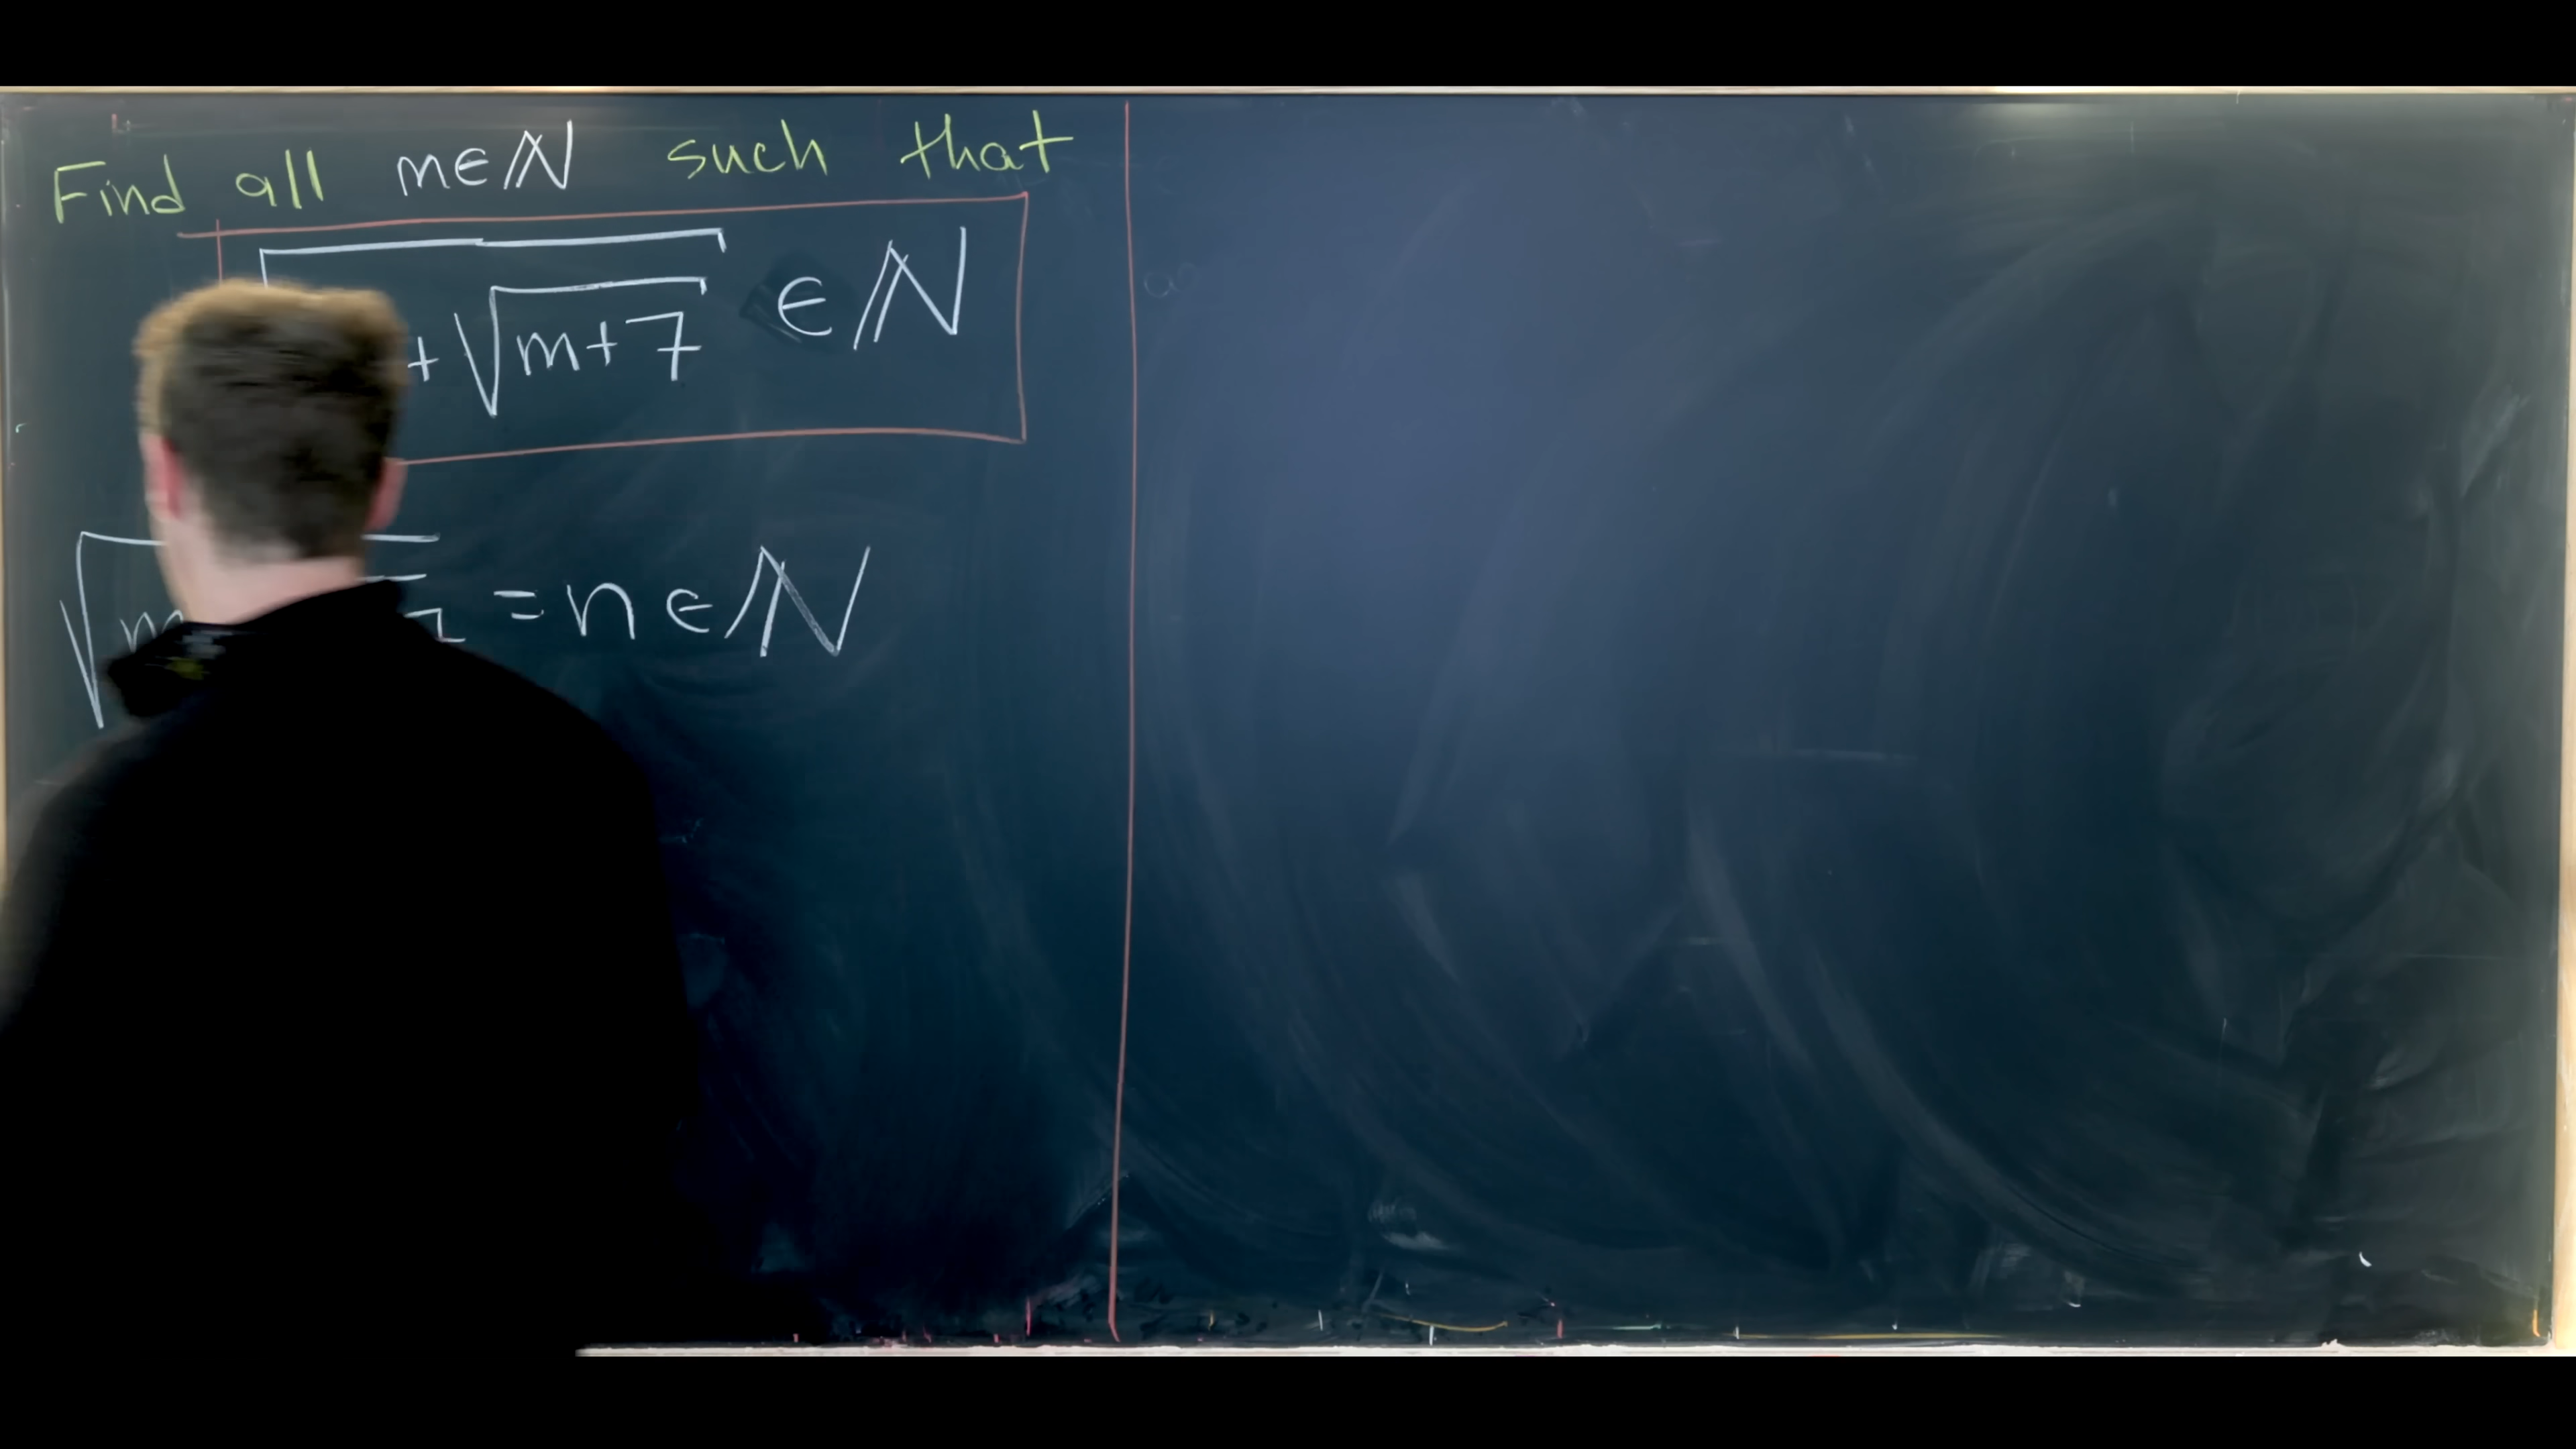 Find all m∈ℕ such that
+√(m+7) ∈ℕ
√m =n∈ℕ